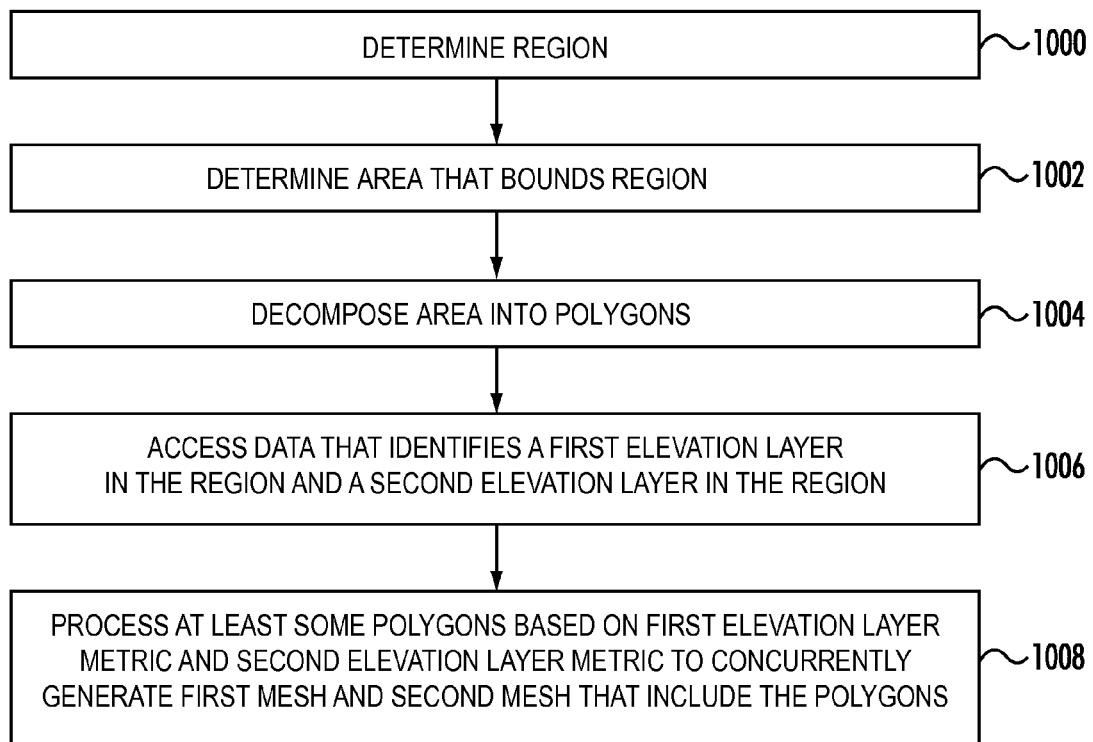 DETERMINE REGION
1000
DETERMINE AREA THAT BOUNDS REGION
1002
DECOMPOSE AREA INTO POLYGONS
1004
ACCESS DATA THAT IDENTIFIES A FIRST ELEVATION LAYER
IN THE REGION AND A SECOND ELEVATION LAYER IN THE REGION
1006
PROCESS AT LEAST SOME POLYGONS BASED ON FIRST ELEVATION LAYER
METRIC AND SECOND ELEVATION LAYER METRIC TO CONCURRENTLY
GENERATE FIRST MESH AND SECOND MESH THAT INCLUDE THE POLYGONS
1008